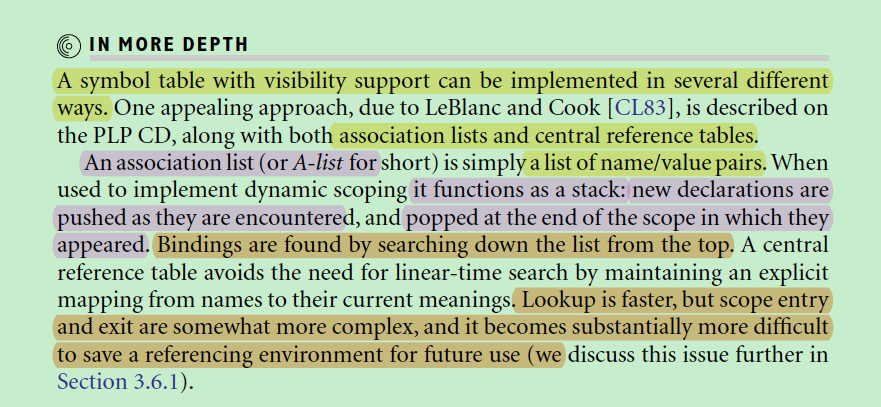 IN MORE DEPTH
A symbol table with visibility support can be implemented in several different
ways. One appealing approach, due to LeBlanc and Cook [CL83], is described on
the PLP CD, along with both association lists and central reference tables.
An association list (or A-list for short) is simply a list of name/value pairs. When
used to implement dynamic scoping it functions as a stack: new declarations are
pushed as they are encountered, and popped at the end of the scope in which they
appeared. Bindings are found by searching down the list from the top. A central
reference table avoids the need for linear-time search by maintaining an explicit
mapping from names to their current meanings. Lookup is faster, but scope entry
and exit are somewhat more complex, and it becomes substantially more difficult
to save a referencing environment for future use (we discuss this issue further in
Section 3.6.1).